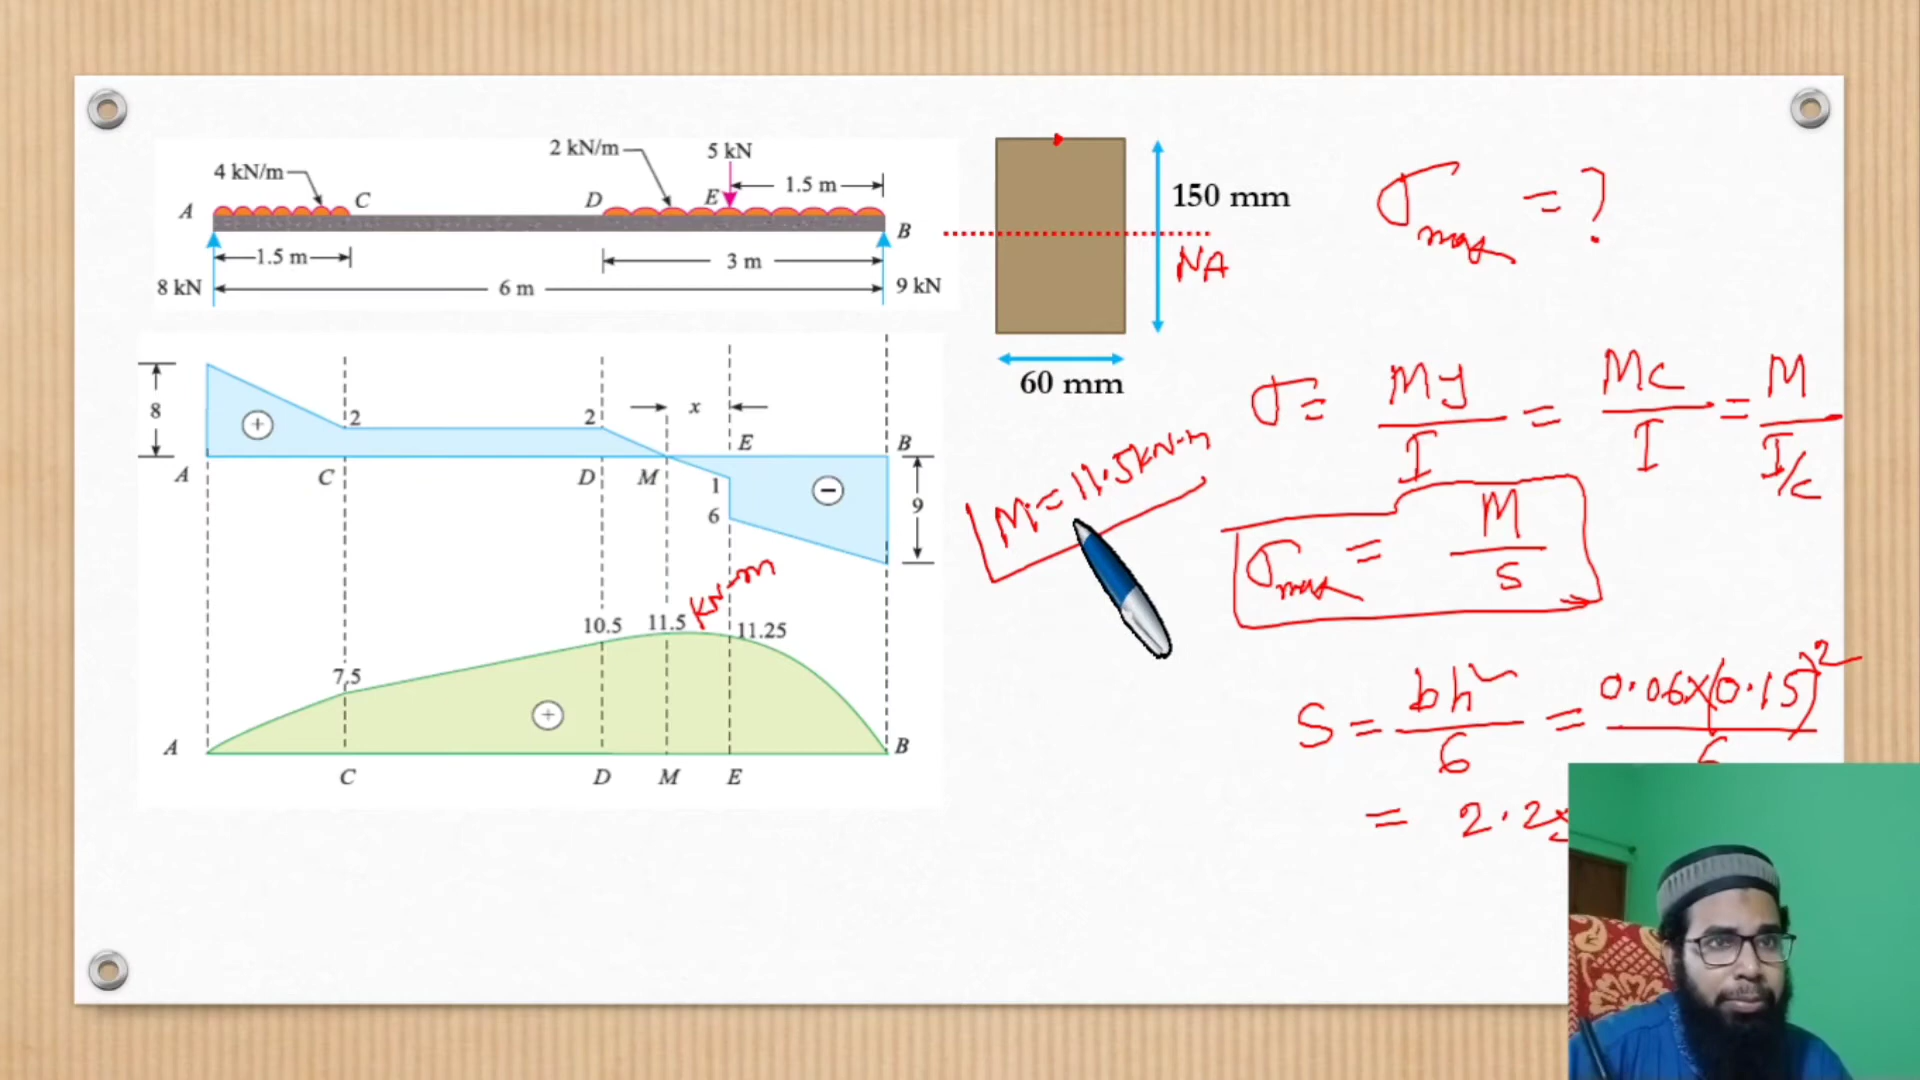 4 kN/m
2 kN/m
5 kN
1.5 m
A
C
D
E
B
1.5 m
3 m
8 kN
6 m
9 kN
150 mm
NA
60 mm
σmax = ?
8
2
2
x
E
B
A
C
D
M
1
6
9
σ = My/I = Mc/I = M/I/c
M = 11.5 kN-m
σmax = M/S
kN-m
7.5
10.5
11.5
11.25
A
B
C
D
M
E
S = bh²/6 = 0.06x(0.15)²/6
= 2.2x